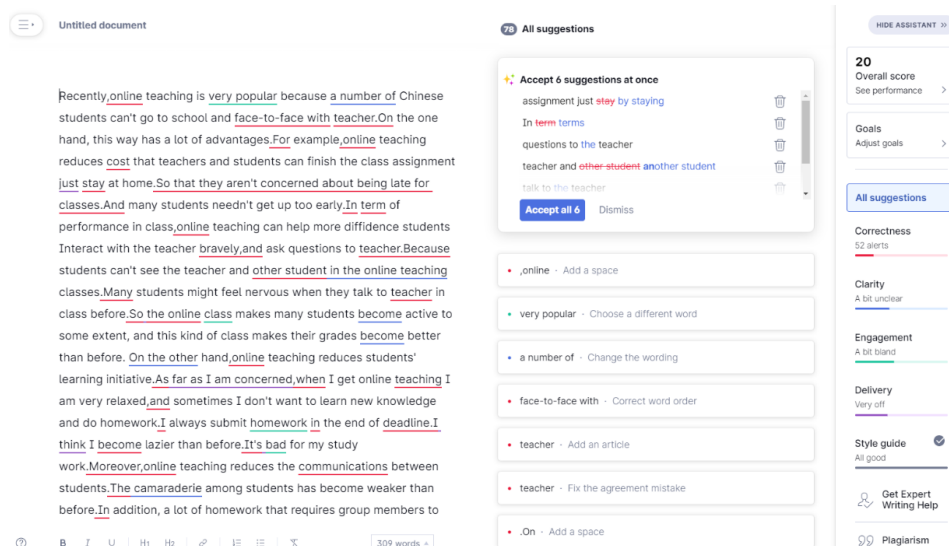 Untitled document
Recently,online teaching is very popular because a number of Chinese
students can't go to school and face-to-face with teacher.On the one
hand, this way has a lot of advantages.For example,online teaching
reduces cost that teachers and students can finish the class assignment
just stay at home.So that they aren't concerned about being late for
classes.And many students needn't get up too early.In term of
performance in class,online teaching can help more diffidence students
Interact with the teacher bravely,and ask questions to teacher.Because
students can't see the teacher and other student in the online teaching
classes.Many students might feel nervous when they talk to teacher in
class before.So the online class makes many students become active to
some extent, and this kind of class makes their grades become better
than before. On the other hand,online teaching reduces students'
learning initiative.As far as I am concerned,when I get online teaching I
am very relaxed,and sometimes I don't want to learn new knowledge
and do homework.I always submit homework in the end of deadline.I
think I become lazier than before.It's bad for my study
work.Moreover,online teaching reduces the communications between
students.The camaraderie among students has become weaker than
before.In addition, a lot of homework that requires group members to
B I U H1 H2
309 words
78 All suggestions
Accept 6 suggestions at once
assignment just stay by staying
In term terms
questions to the teacher
teacher and other student another student
talk to the teacher
Accept all 6 Dismiss
,online · Add a space
very popular · Choose a different word
a number of · Change the wording
face-to-face with · Correct word order
teacher · Add an article
teacher · Fix the agreement mistake
.On · Add a space
HIDE ASSISTANT
20
Overall score
See performance
Goals
Adjust goals
All suggestions
Correctness
52 alerts
Clarity
A bit unclear
Engagement
A bit bland
Delivery
Very off
Style guide
All good
Get Expert
Writing Help
Plagiarism